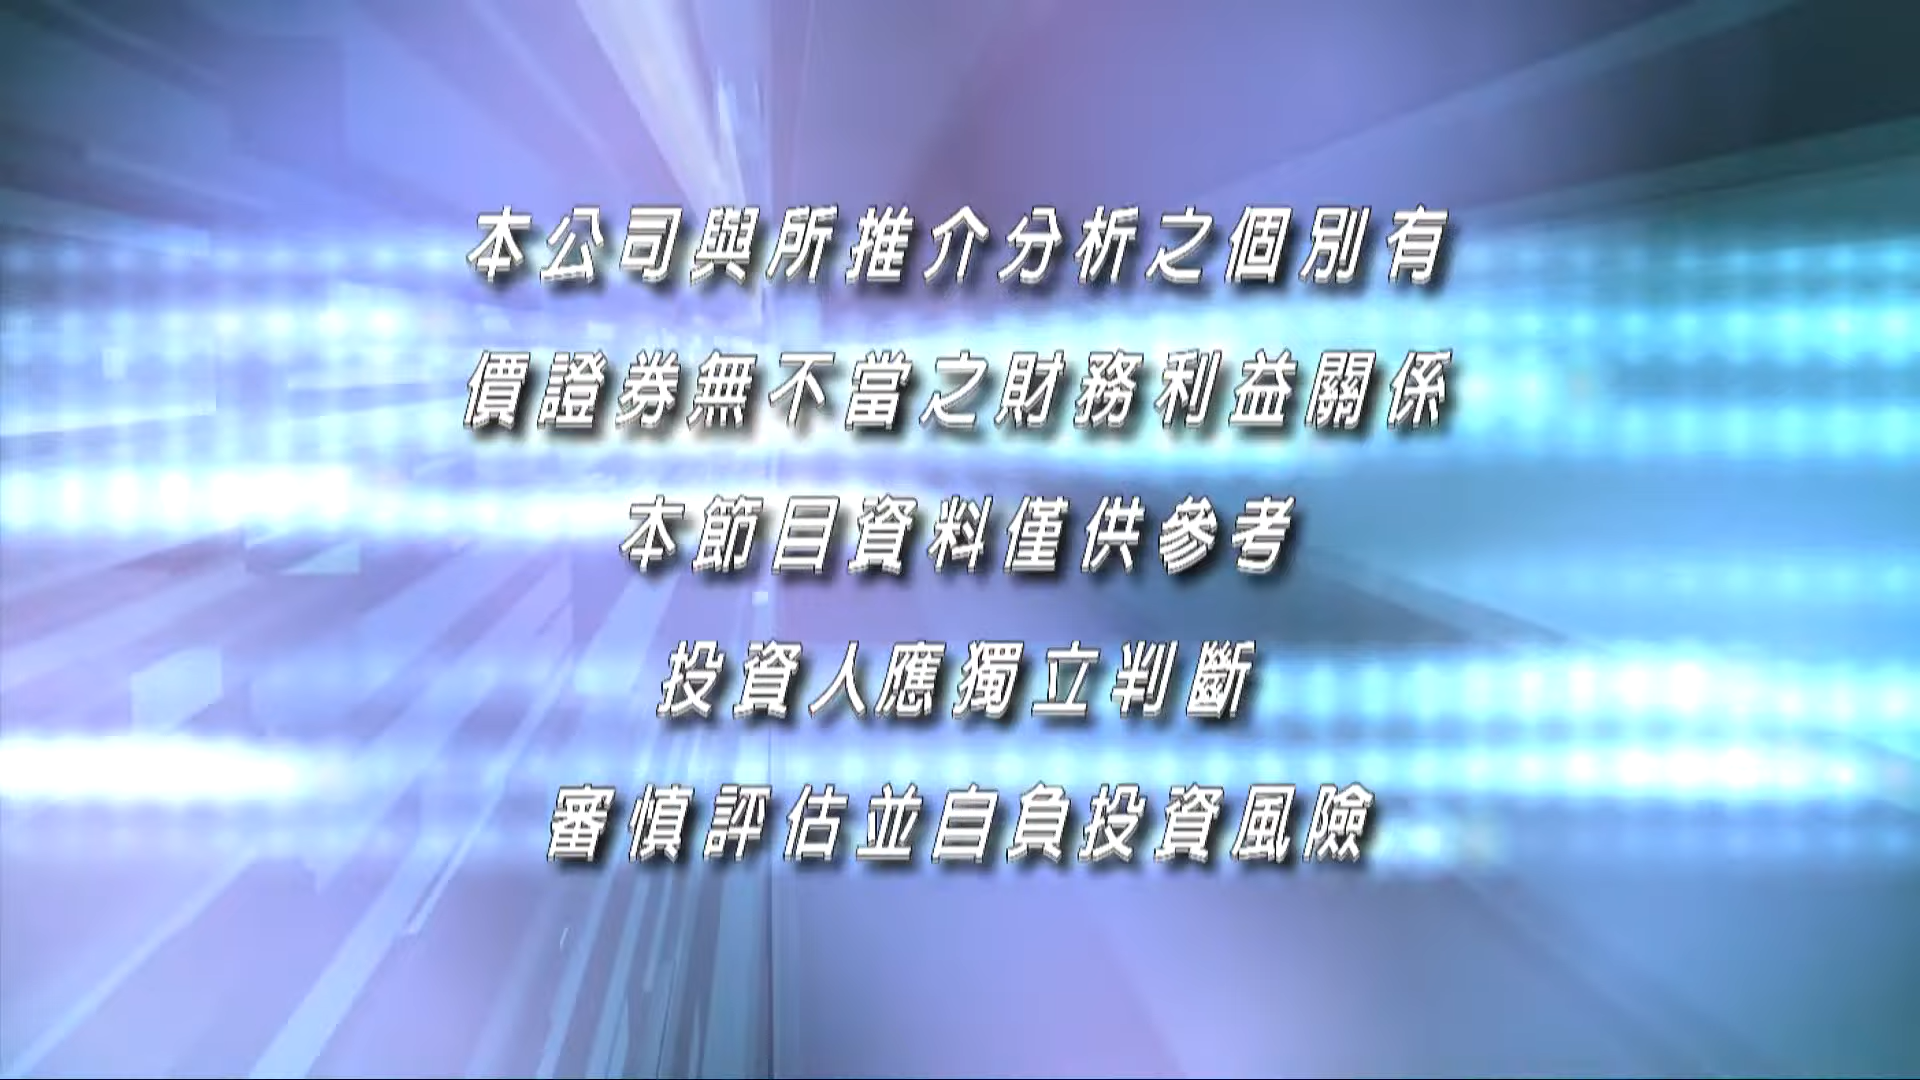 本公司與所推介分析之個別有
價證券無不當之財務利益關係
本節目資料僅供參考
投資人應獨立判斷
審慎評估並自負投資風險